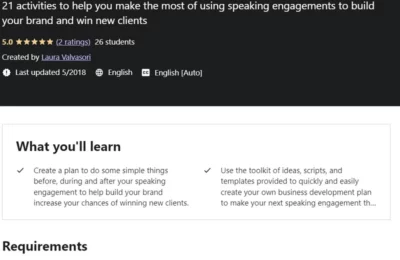 21 activities to help you make the most of using speaking engagements to build
your brand and win new clients
5.0 ★★★★★ (2 ratings) 26 students
Created by Laura Valvasori
Last updated 5/2018 English English [Auto]
What you'll learn
✓ Create a plan to do some simple things
before, during and after your speaking
engagement to help build your brand
increase your chances of winning new clients.
✓ Use the toolkit of ideas, scripts, and
templates provided to quickly and easily
create your own business development plan
to make your next speaking engagement th...
Requirements